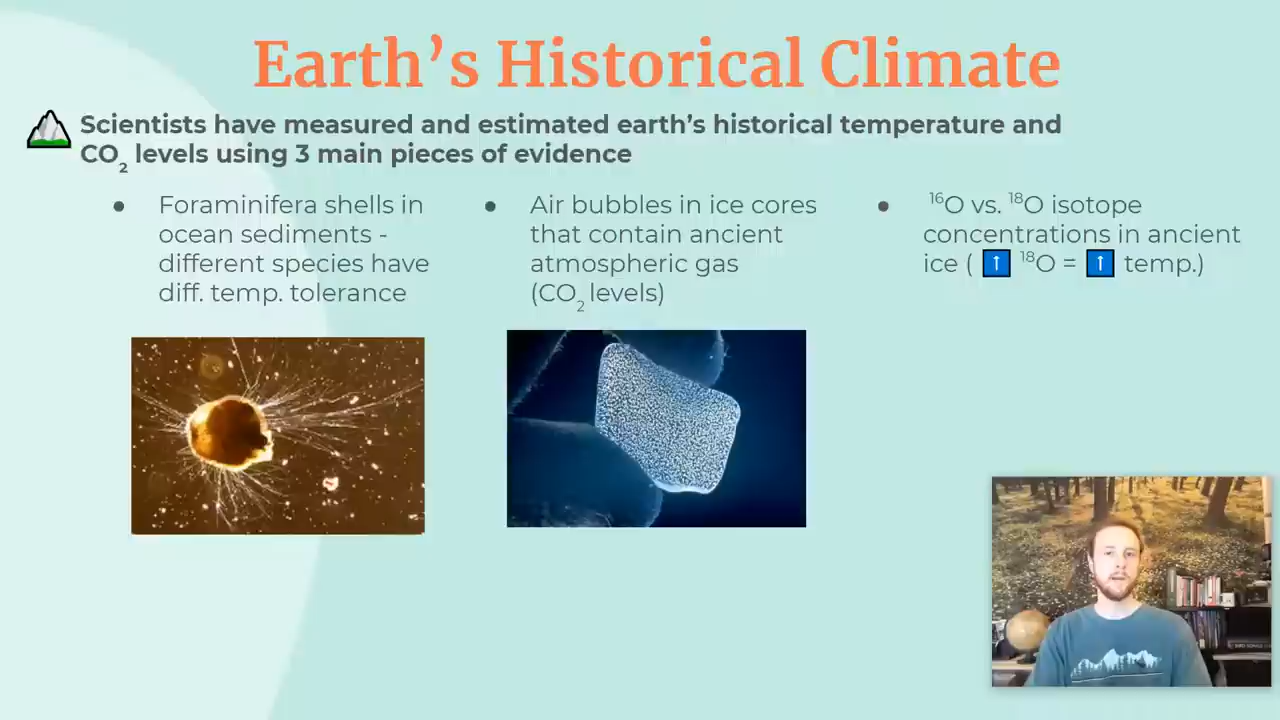 Earth’s Historical Climate
Scientists have measured and estimated earth’s historical temperature and
CO₂ levels using 3 main pieces of evidence
● Foraminifera shells in
ocean sediments -
different species have
diff. temp. tolerance
● Air bubbles in ice cores
that contain ancient
atmospheric gas
(CO₂ levels)
● ¹⁶O vs. ¹⁸O isotope
concentrations in ancient
ice ( ⬆ ¹⁸O = ⬆ temp.)